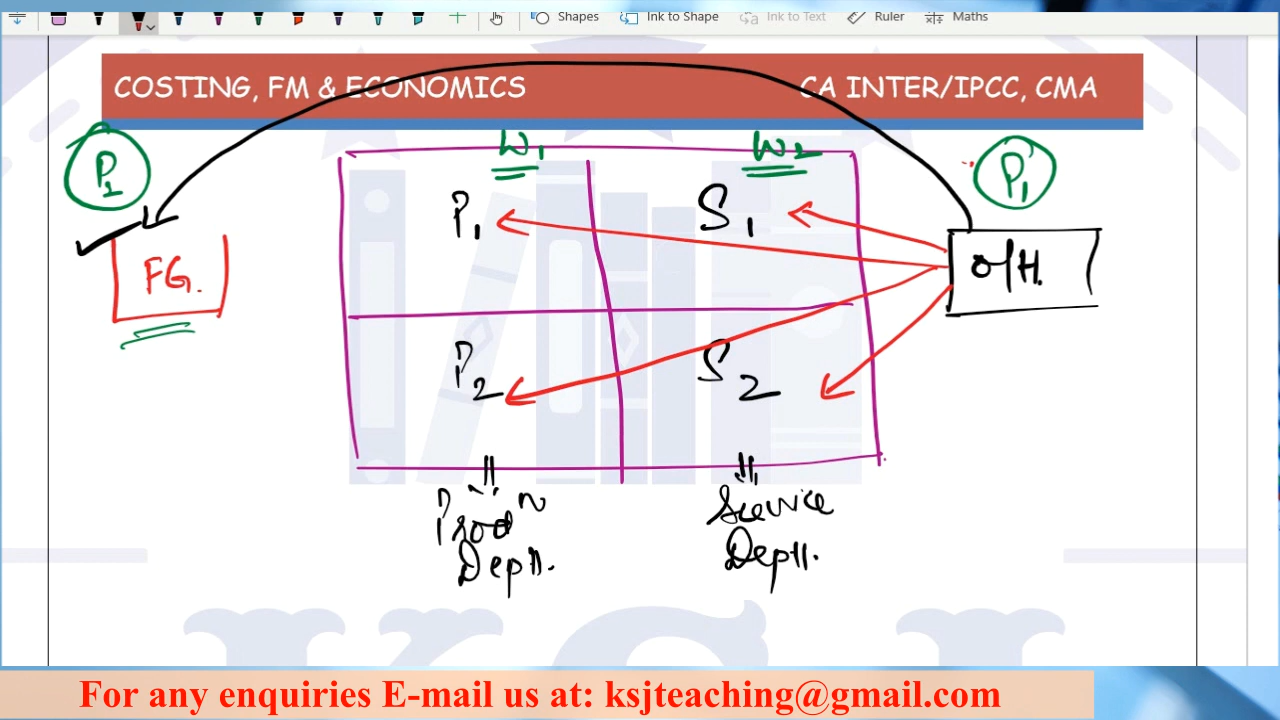 Shapes Ink to Shape Ink to Text Ruler Maths
COSTING, FM & ECONOMICS CA INTER/IPCC, CMA
W1 W2
P1 P1
P1 S1
FG. O/H.
P2 S2
Prodn Service
Deptt. Deptt.
KSJ
For any enquiries E-mail us at: ksjteaching@gmail.com